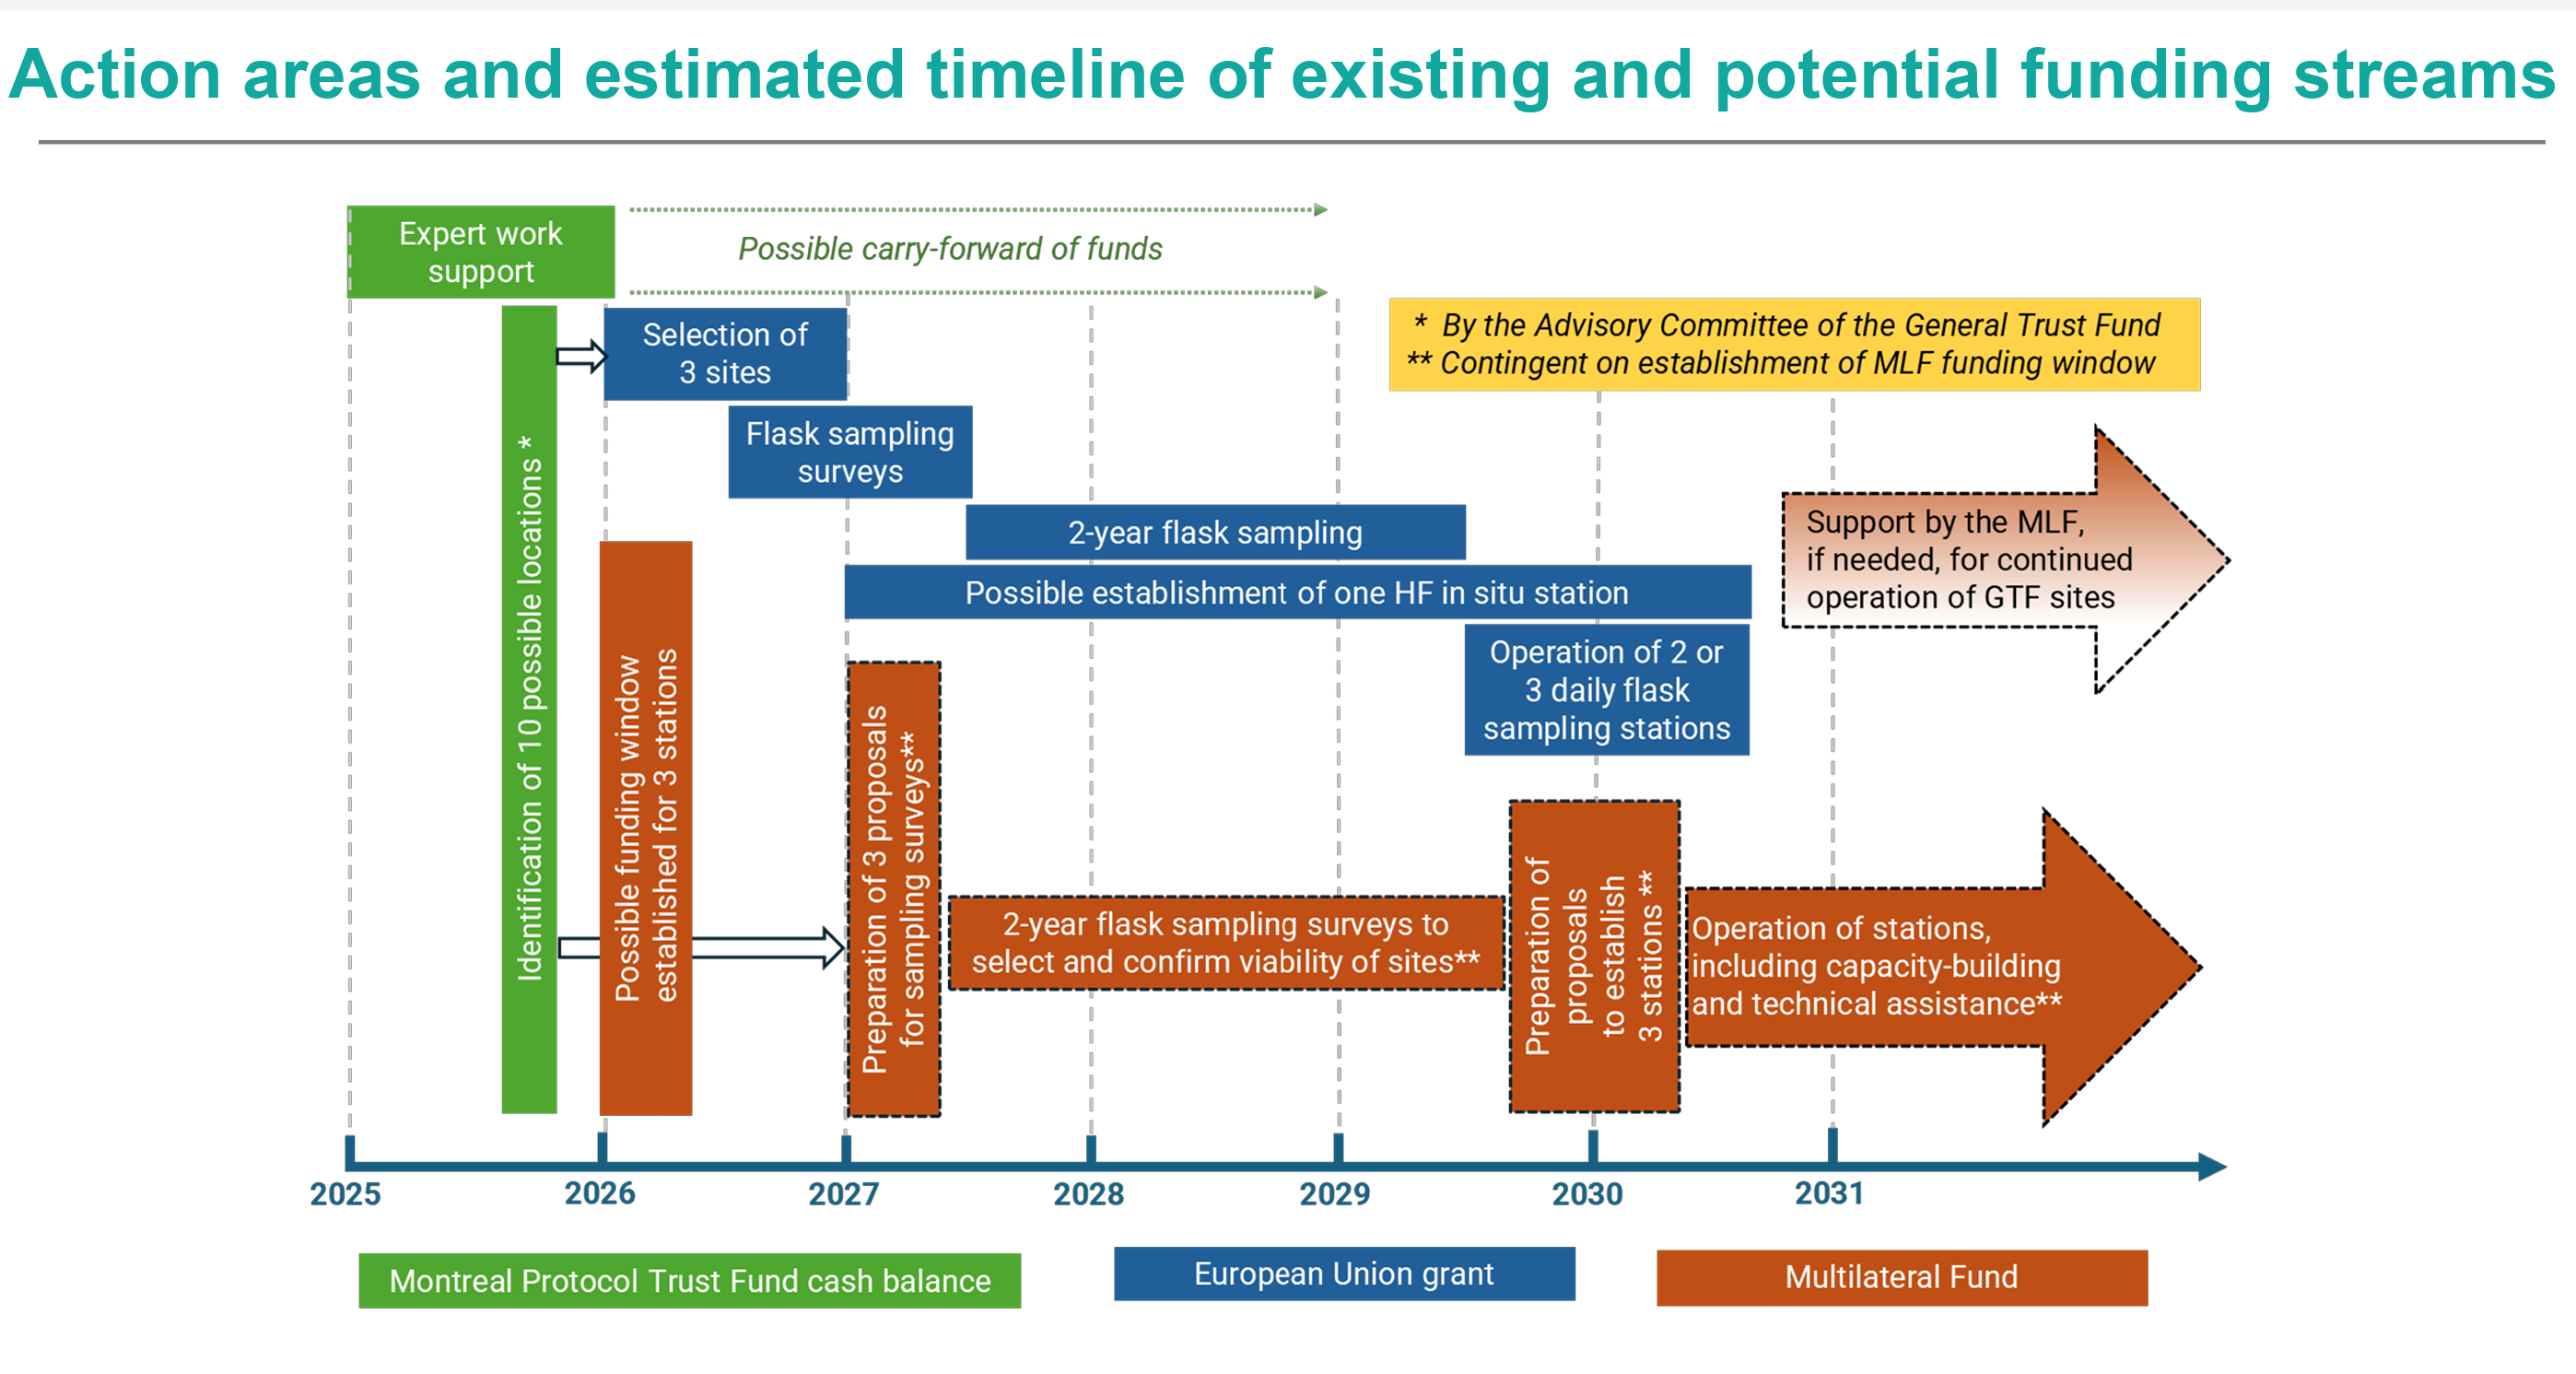 Action areas and estimated timeline of existing and potential funding streams
Expert work
support
Possible carry-forward of funds
* By the Advisory Committee of the General Trust Fund
** Contingent on establishment of MLF funding window
Selection of
3 sites
Flask sampling
surveys
2-year flask sampling
Possible establishment of one HF in situ station
Operation of 2 or
3 daily flask
sampling stations
Support by the MLF,
if needed, for continued
operation of GTF sites
Identification of 10 possible locations *
Possible funding window
established for 3 stations
Preparation of 3 proposals
for sampling surveys**
2-year flask sampling surveys to
select and confirm viability of sites**
Preparation of
proposals
to establish
3 stations **
Operation of stations,
including capacity-building
and technical assistance**
2025
2026
2027
2028
2029
2030
2031
Montreal Protocol Trust Fund cash balance
European Union grant
Multilateral Fund